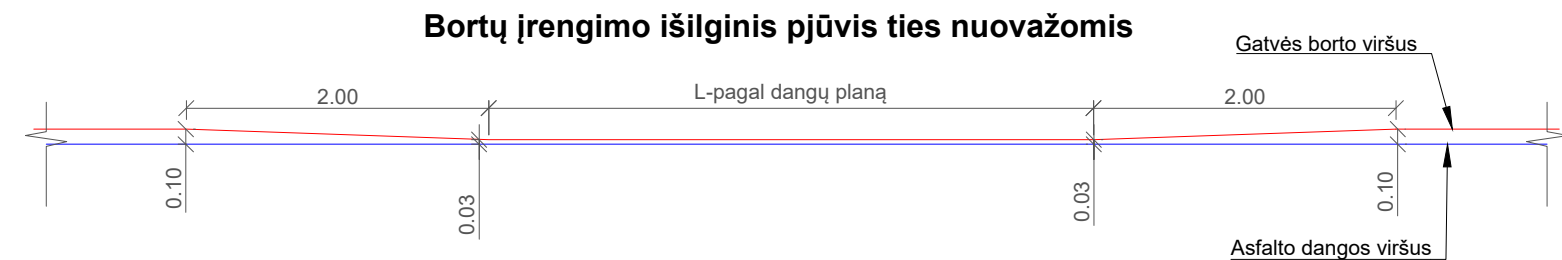 Bortų įrengimo išilginis pjūvis ties nuovažomis
Gatvės borto viršus
2.00
L-pagal dangų planą
2.00
0.10
0.03
0.03
0.10
Asfalto dangos viršus